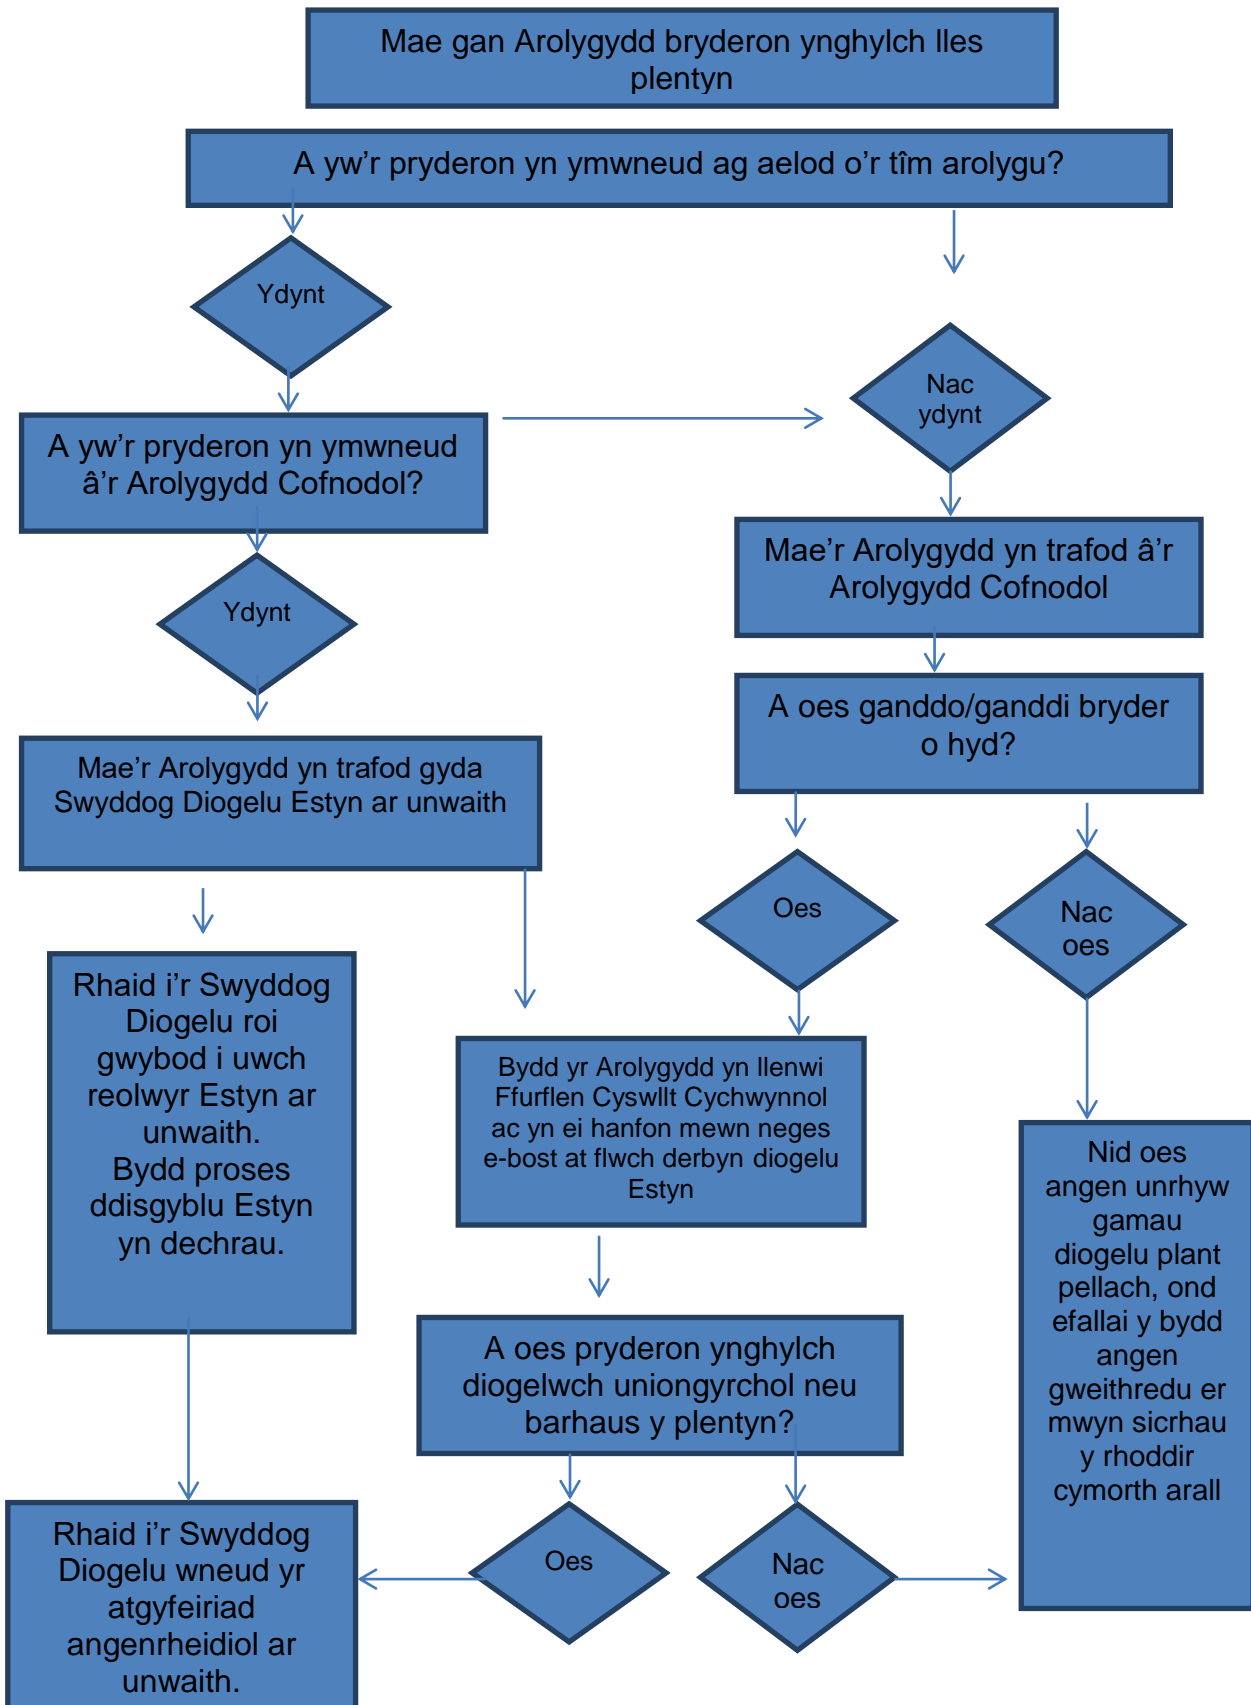 Mae gan Arolygydd bryderon ynghylch lles
plentyn
A yw'r pryderon yn ymwneud ag aelod o'r tîm arolygu?
Ydynt
Nac
ydynt
A yw'r pryderon yn ymwneud
â'r Arolygydd Cofnodol?
Ydynt
Mae'r Arolygydd yn trafod â'r
Arolygydd Cofnodol
A oes ganddo/ganddi bryder
o hyd?
Mae'r Arolygydd yn trafod gyda
Swyddog Diogelu Estyn ar unwaith
Oes
Nac
oes
Rhaid i'r Swyddog
Diogelu roi
gwybod i uwch
reolwyr Estyn ar
unwaith.
Bydd proses
ddisgyblu Estyn
yn dechrau.
Bydd yr Arolygydd yn llenwi
Ffurflen Cyswllt Cychwynnol
ac yn ei hanfon mewn neges
e-bost at flwch derbyn diogelu
Estyn
Nid oes
angen unrhyw
gamau
diogelu plant
pellach, ond
efallai y bydd
angen
gweithredu er
mwyn sicrhau
y rhoddir
cymorth arall
A oes pryderon ynghylch
diogelwch uniongyrchol neu
barhaus y plentyn?
Oes
Nac
oes
Rhaid i'r Swyddog
Diogelu wneud yr
atgyfeiriad
angenrheidiol ar
unwaith.